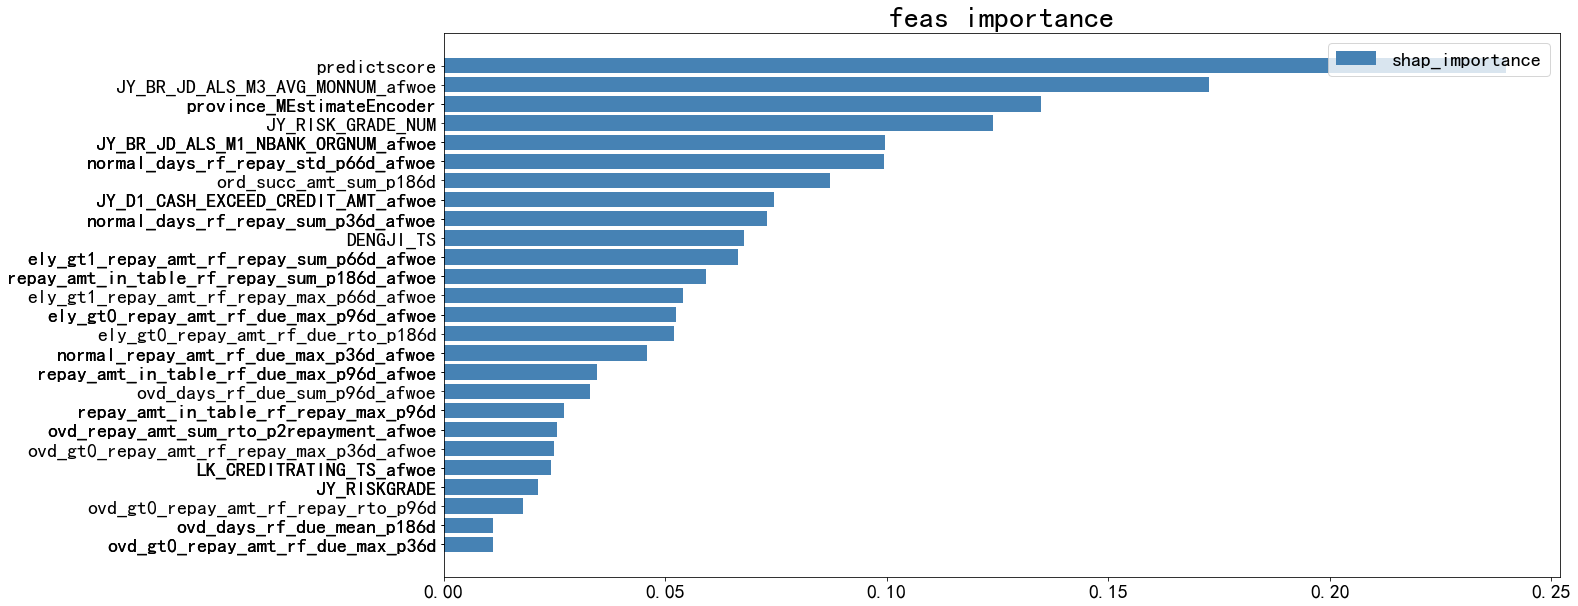 feas importance
shap_importance
predictscore
JY_BR_JD_ALS_M3_AVG_MONNUM_afwoe
province_MEstimateEncoder
JY_RISK_GRADE_NUM
JY_BR_JD_ALS_M1_NBANK_ORGNUM_afwoe
normal_days_rf_repay_std_p66d_afwoe
ord_succ_amt_sum_p186d
JY_D1_CASH_EXCEED_CREDIT_AMT_afwoe
normal_days_rf_repay_sum_p36d_afwoe
DENGJI_TS
ely_gt1_repay_amt_rf_repay_sum_p66d_afwoe
repay_amt_in_table_rf_repay_sum_p186d_afwoe
ely_gt1_repay_amt_rf_repay_max_p66d_afwoe
ely_gt0_repay_amt_rf_due_max_p96d_afwoe
ely_gt0_repay_amt_rf_due_rto_p186d
normal_repay_amt_rf_due_max_p36d_afwoe
repay_amt_in_table_rf_due_max_p96d_afwoe
ovd_days_rf_due_sum_p96d_afwoe
repay_amt_in_table_rf_repay_max_p96d
ovd_repay_amt_sum_rto_p2repayment_afwoe
ovd_gt0_repay_amt_rf_repay_max_p36d_afwoe
LK_CREDITRATING_TS_afwoe
JY_RISKGRADE
ovd_gt0_repay_amt_rf_repay_rto_p96d
ovd_days_rf_due_mean_p186d
ovd_gt0_repay_amt_rf_due_max_p36d
0.00 0.05 0.10 0.15 0.20 0.25